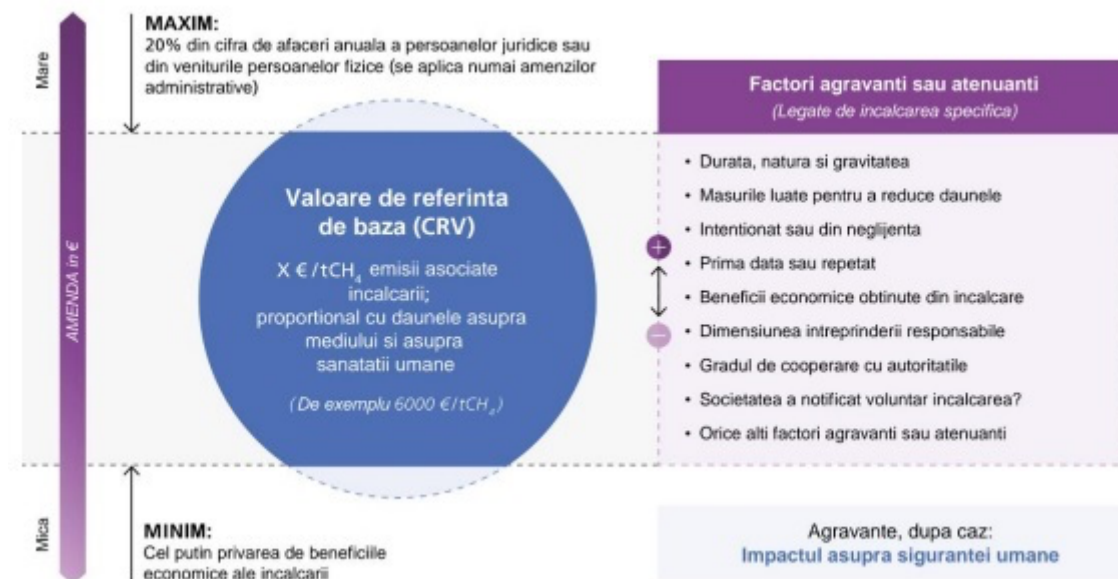 Mare
AMENDA in €
Mica
MAXIM:
20% din cifra de afaceri anuala a persoanelor juridice sau
din veniturile persoanelor fizice (se aplica numai amenzilor
administrative)
Valoare de referinta
de baza (CRV)
X €/tCH₄ emisii asociate
incalcarii;
proportional cu daunele asupra
mediului si asupra
sanatatii umane
(De exemplu 6000 €/tCH₄)
MINIM:
Cel putin privarea de beneficiile
economice ale incalcarii
Factori agravanti sau atenuanti
(Legate de incalcarea specifica)
+
−
• Durata, natura si gravitatea
• Masurile luate pentru a reduce daunele
• Intentionat sau din neglijenta
• Prima data sau repetat
• Beneficii economice obtinute din incalcare
• Dimensiunea intreprinderii responsabile
• Gradul de cooperare cu autoritatile
• Societatea a notificat voluntar incalcarea?
• Orice alti factori agravanti sau atenuanti
Agravante, dupa caz:
Impactul asupra sigurantei umane